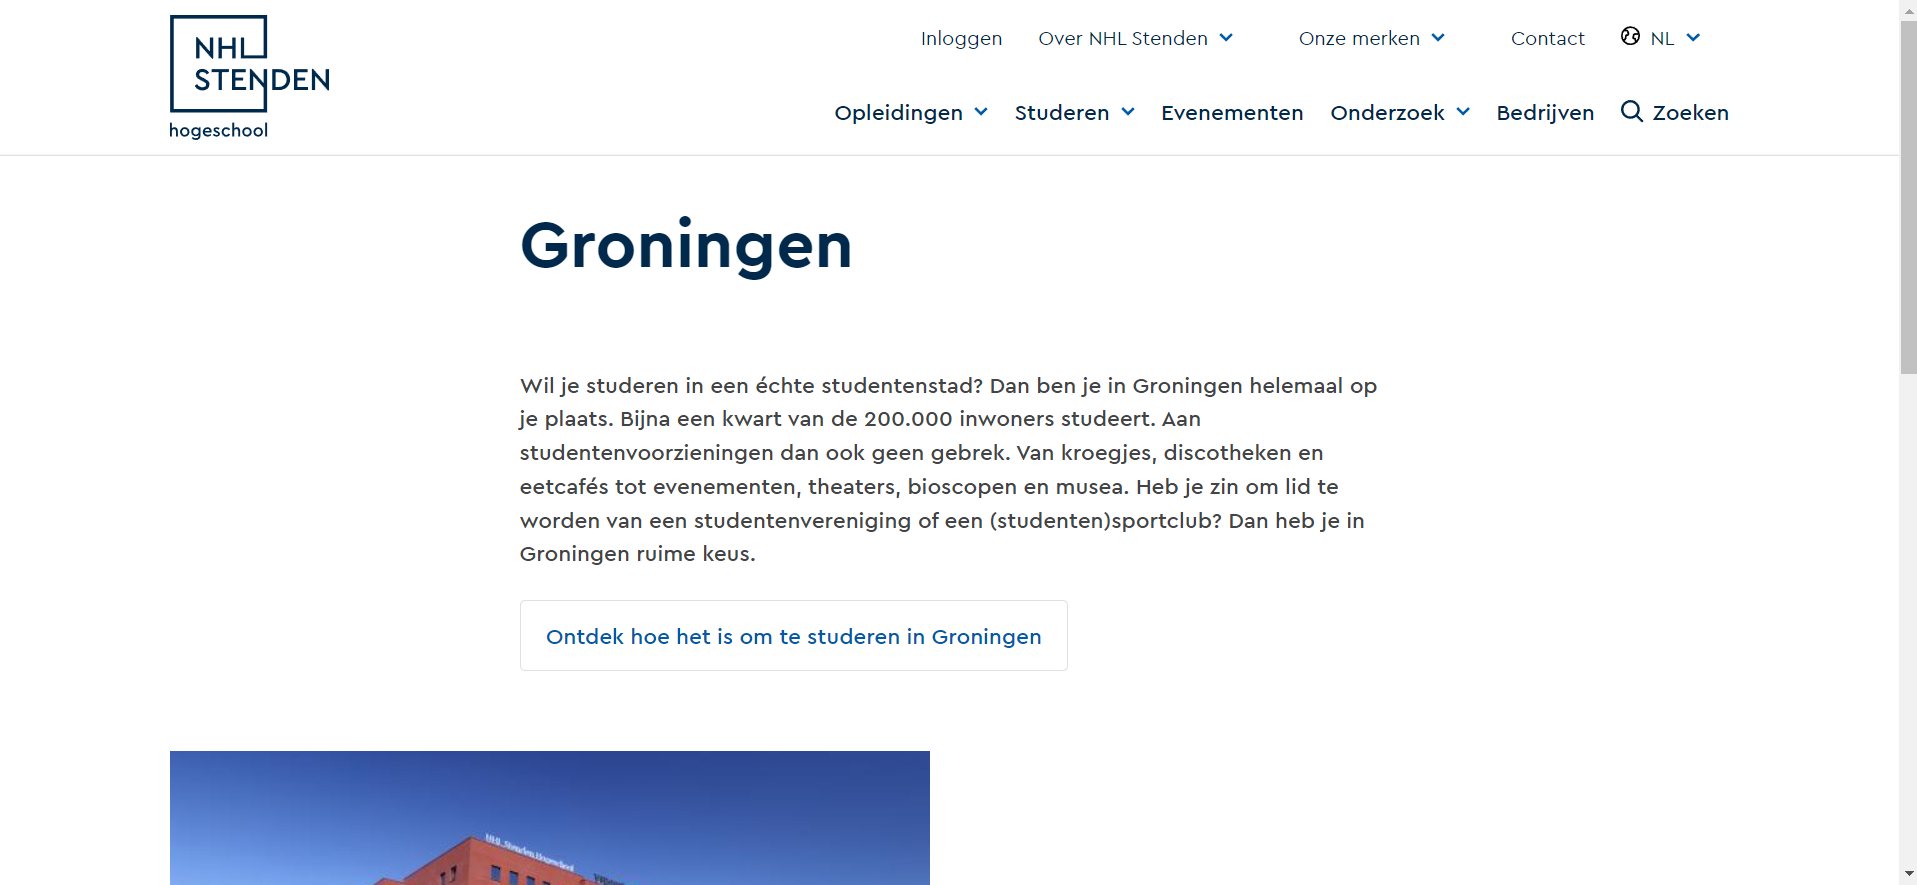 NHL
STENDEN
hogeschool
Inloggen Over NHL Stenden Onze merken Contact NL
Opleidingen Studeren Evenementen Onderzoek Bedrijven Zoeken
Groningen
Wil je studeren in een échte studentenstad? Dan ben je in Groningen helemaal op
je plaats. Bijna een kwart van de 200.000 inwoners studeert. Aan
studentenvoorzieningen dan ook geen gebrek. Van kroegjes, discotheken en
eetcafés tot evenementen, theaters, bioscopen en musea. Heb je zin om lid te
worden van een studentenvereniging of een (studenten)sportclub? Dan heb je in
Groningen ruime keus.
Ontdek hoe het is om te studeren in Groningen
NHL Stenden Hogeschool